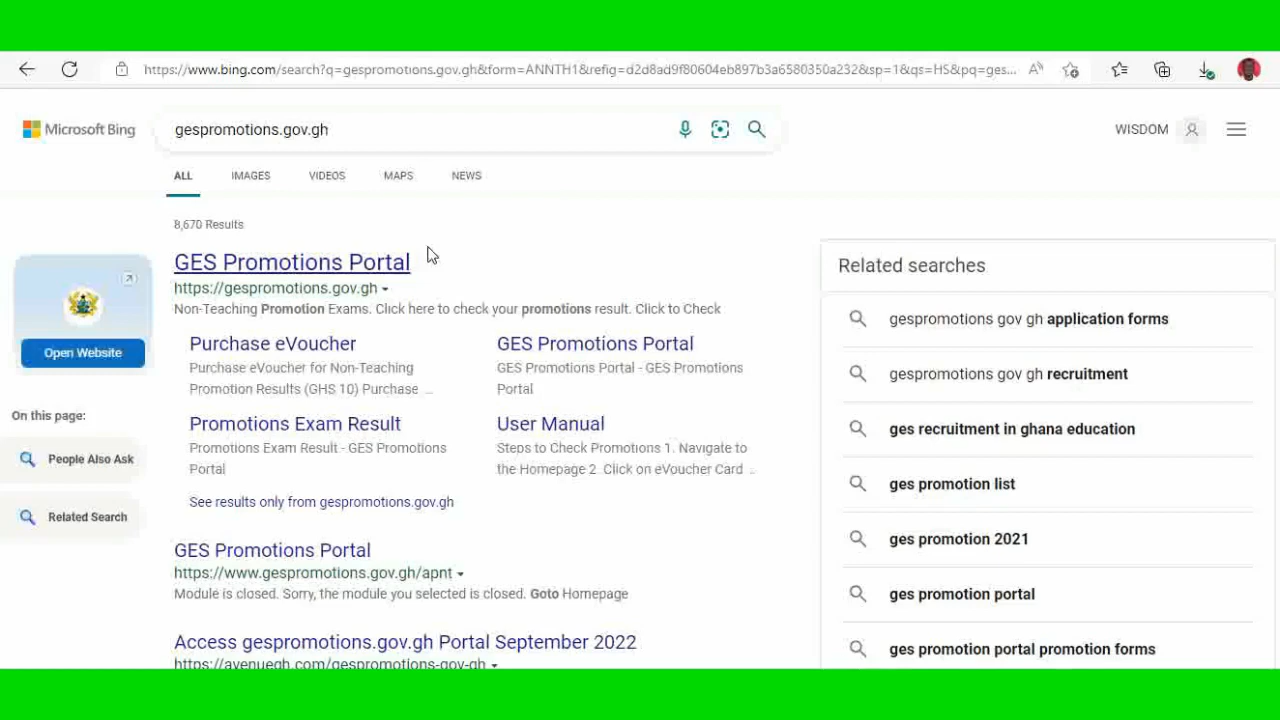 https://www.bing.com/search?q=gespromotions.gov.gh&form=ANNTH1&refig=d2d8ad9f80604eb897b3a6580350a232&sp=1&qs=HS&pq=ges...
Microsoft Bing
gespromotions.gov.gh
WISDOM
ALL IMAGES VIDEOS MAPS NEWS
8,670 Results
Open Website
On this page:
People Also Ask
Related Search
GES Promotions Portal
https://gespromotions.gov.gh
Non-Teaching Promotion Exams. Click here to check your promotions result. Click to Check
Purchase eVoucher
Purchase eVoucher for Non-Teaching
Promotion Results (GHS 10) Purchase ...
GES Promotions Portal
GES Promotions Portal - GES Promotions
Portal
Promotions Exam Result
Promotions Exam Result - GES Promotions
Portal
User Manual
Steps to Check Promotions 1. Navigate to
the Homepage 2. Click on eVoucher Card ...
See results only from gespromotions.gov.gh
GES Promotions Portal
https://www.gespromotions.gov.gh/apnt
Module is closed. Sorry, the module you selected is closed. Goto Homepage
Access gespromotions.gov.gh Portal September 2022
https://avenuegh.com/gespromotions-gov-gh
Related searches
gespromotions gov gh application forms
gespromotions gov gh recruitment
ges recruitment in ghana education
ges promotion list
ges promotion 2021
ges promotion portal
ges promotion portal promotion forms